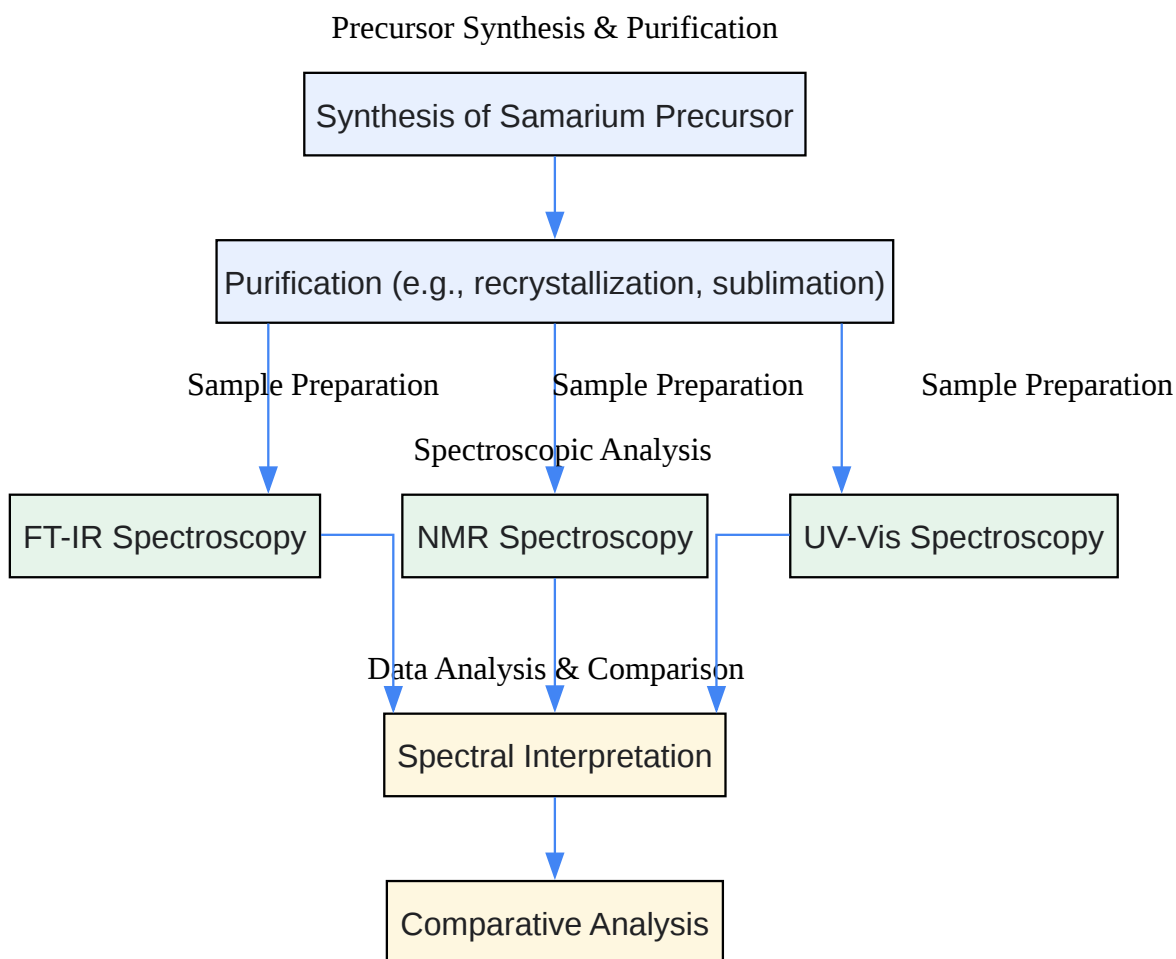 Precursor Synthesis & Purification
Synthesis of Samarium Precursor
Purification (e.g., recrystallization, sublimation)
Sample Preparation
Sample Preparation
Sample Preparation
Spectroscopic Analysis
FT-IR Spectroscopy
NMR Spectroscopy
UV-Vis Spectroscopy
Data Analysis & Comparison
Spectral Interpretation
Comparative Analysis